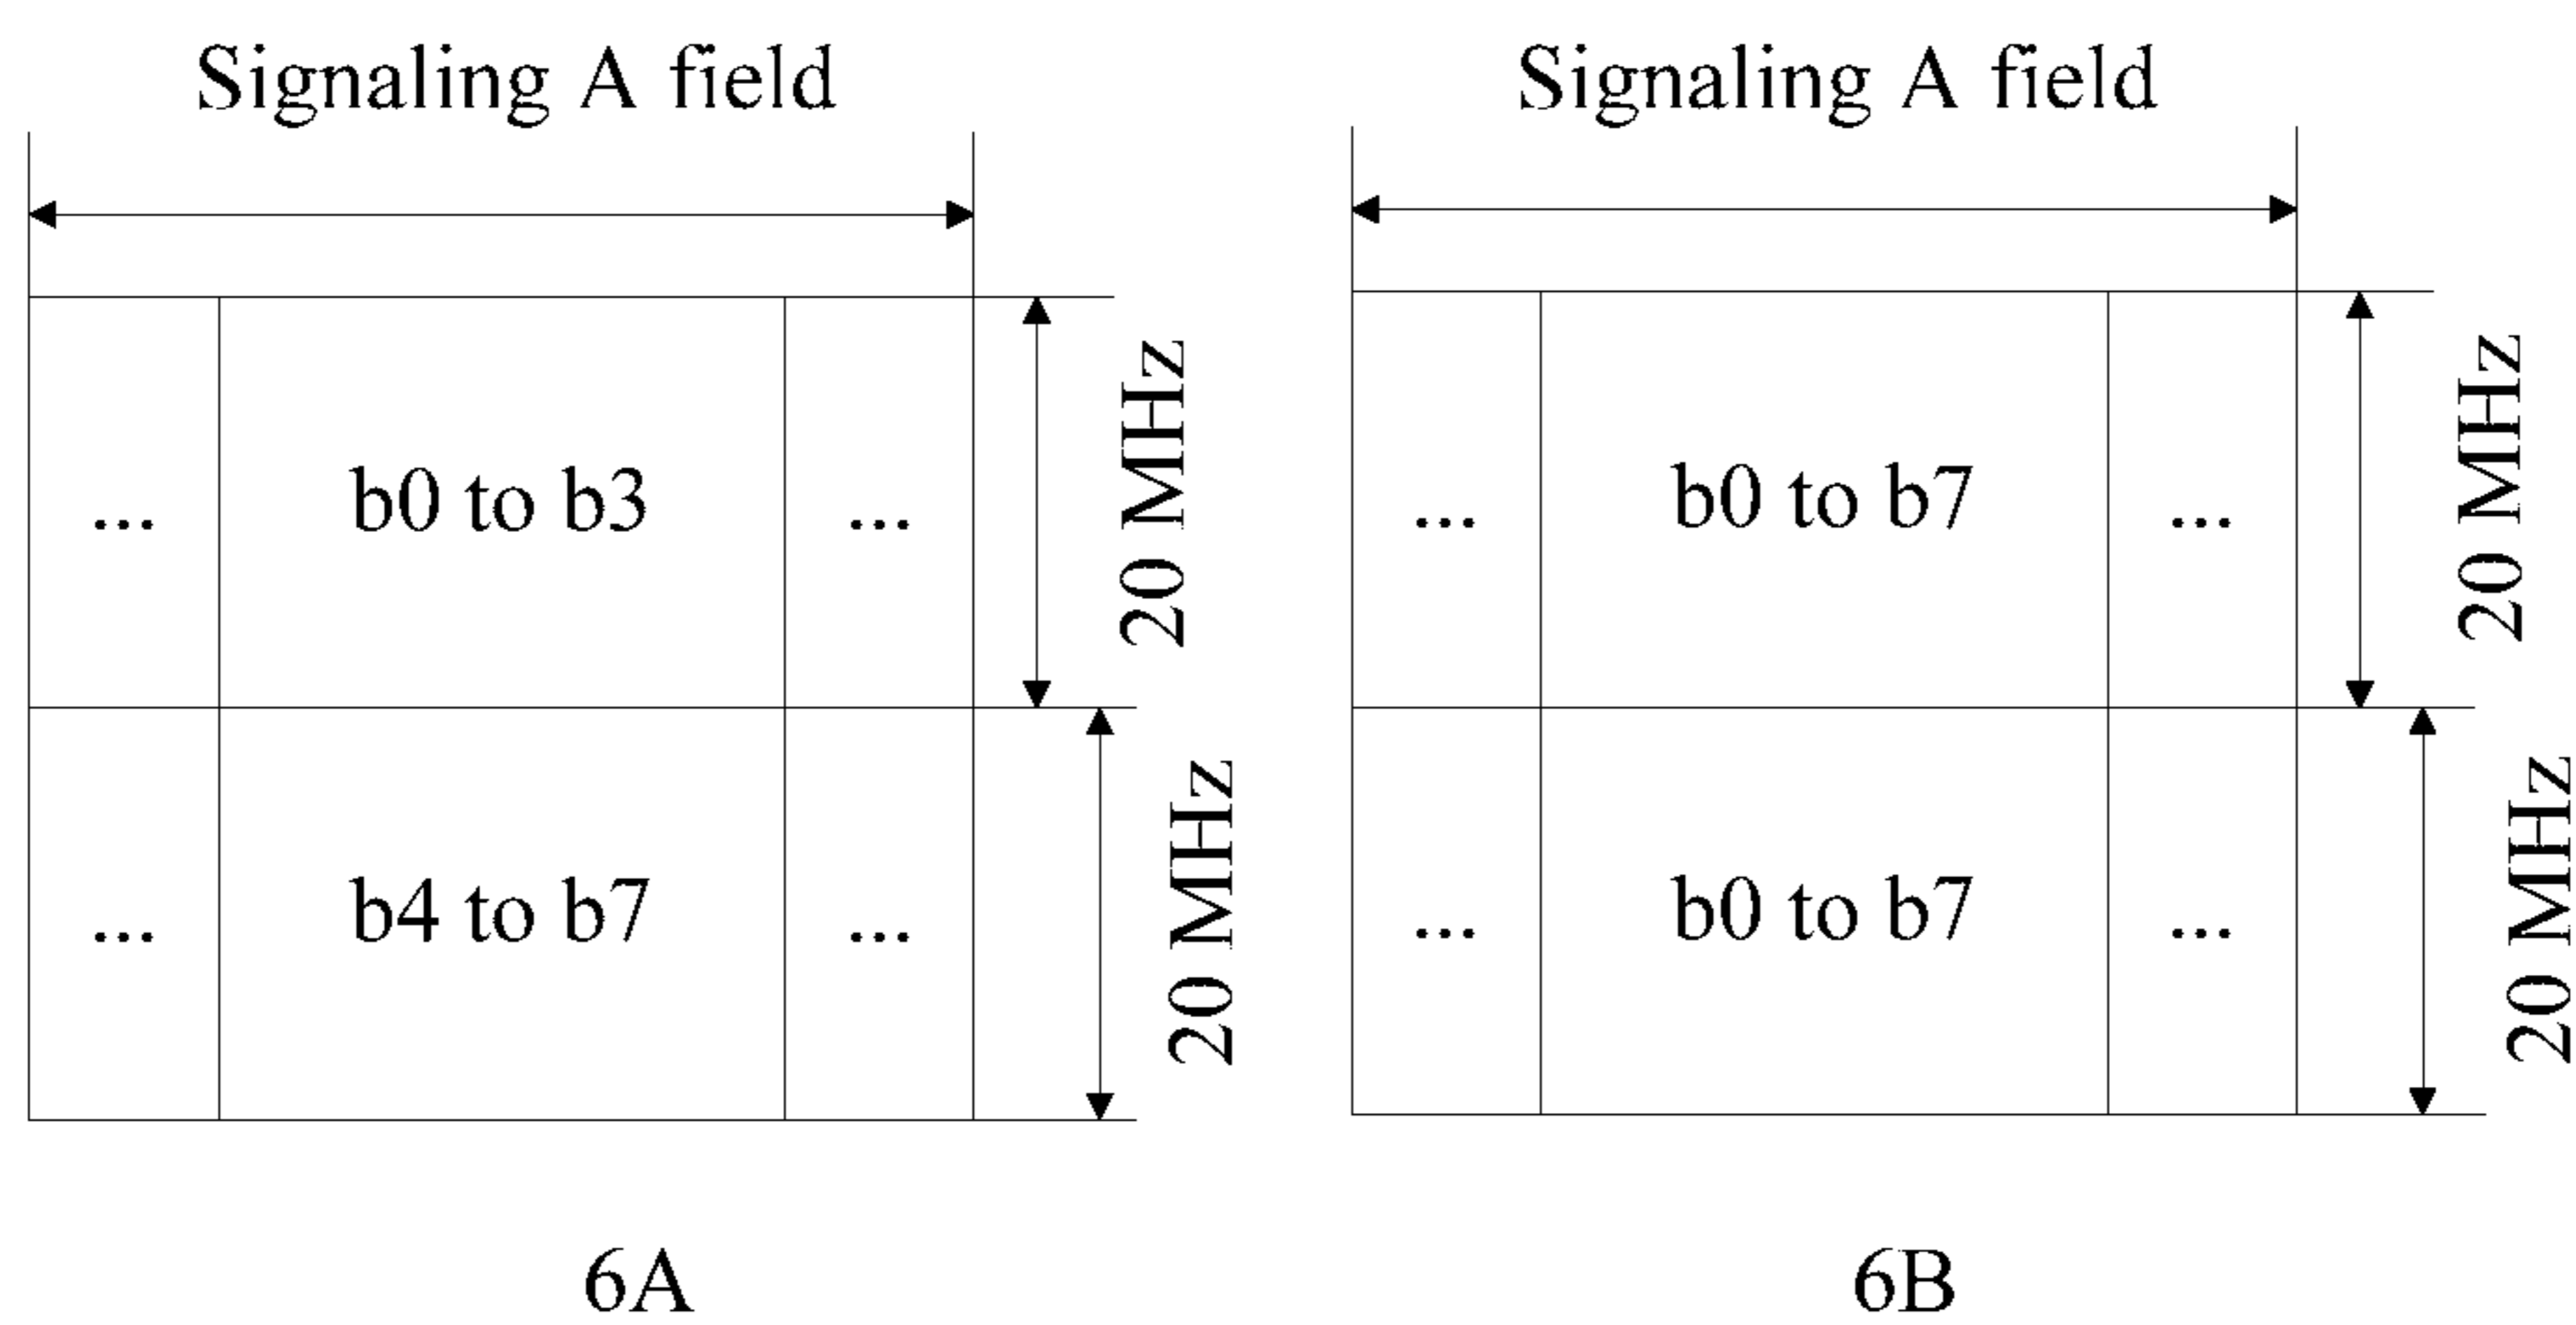 Signaling A field
... b0 to b3 ...
20 MHz
... b4 to b7 ...
20 MHz
6A
Signaling A field
... b0 to b7 ...
20 MHz
... b0 to b7 ...
20 MHz
6B